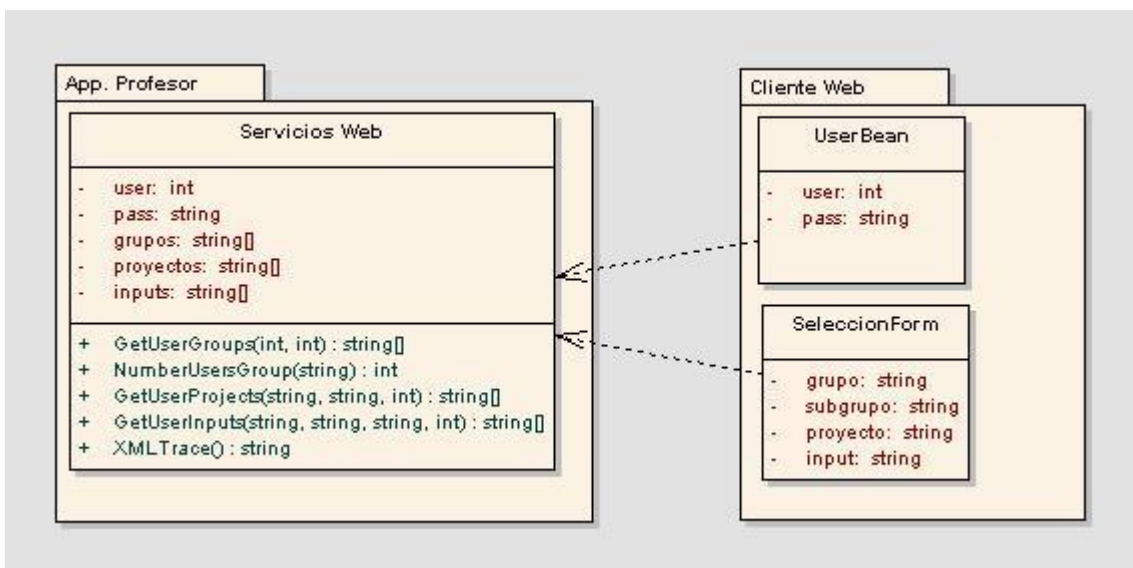 App. Profesor
Servicios Web
- user: int
- pass: string
- grupos: string[]
- proyectos: string[]
- inputs: string[]
+ GetUserGroups(int, int) : string[]
+ NumberUsersGroup(string) : int
+ GetUserProjects(string, string, int) : string[]
+ GetUserInputs(string, string, string, int) : string[]
+ XMLTrace() : string
Cliente Web
UserBean
- user: int
- pass: string
SeleccionForm
- grupo: string
- subgrupo: string
- proyecto: string
- input: string